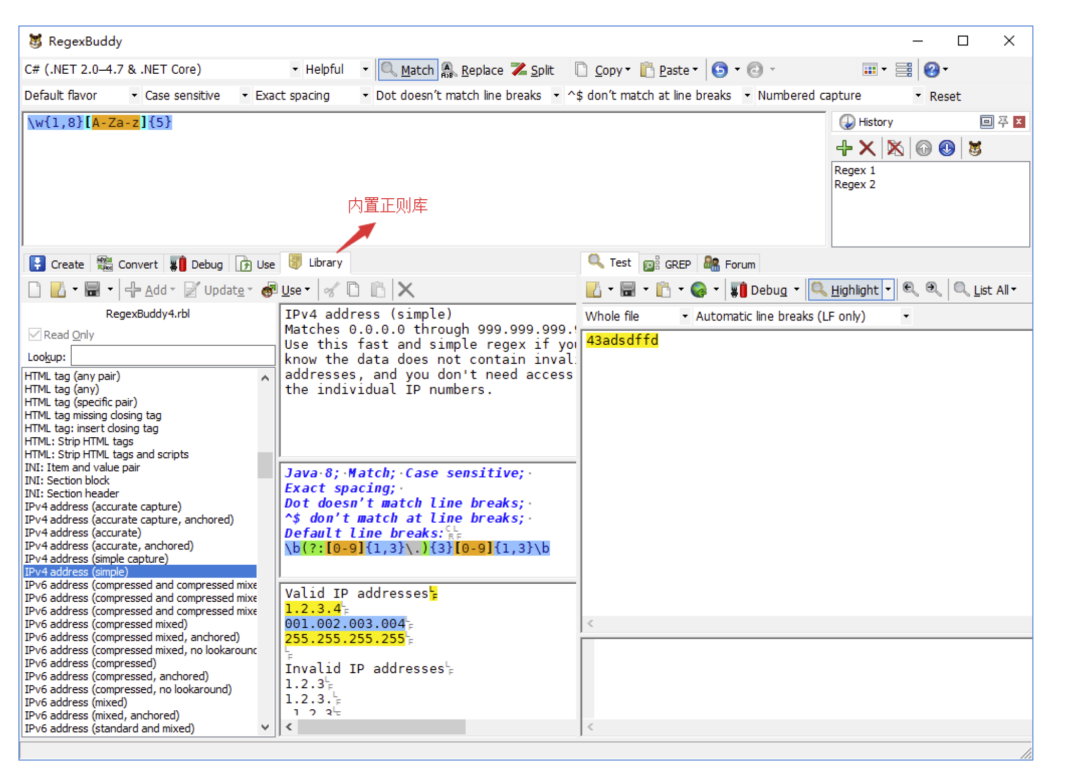 RegexBuddy
C# (.NET 2.0–4.7 & .NET Core) Helpful Match Replace Split Copy Paste
Default flavor Case sensitive Exact spacing Dot doesn't match line breaks ^$ don't match at line breaks Numbered capture Reset
\w{1,8}[A-Za-z]{5}
History
Regex 1
Regex 2
内置正则库
Create Convert Debug Use Library
Test GREP Forum
Add Update Use
Debug Highlight List All
RegexBuddy4.rbl
Read Only
Lookup:
HTML tag (any pair)
HTML tag (any)
HTML tag (specific pair)
HTML tag missing closing tag
HTML tag: insert closing tag
HTML: Strip HTML tags
HTML: Strip HTML tags and scripts
INI: Item and value pair
INI: Section block
INI: Section header
IPv4 address (accurate capture)
IPv4 address (accurate capture, anchored)
IPv4 address (accurate)
IPv4 address (accurate, anchored)
IPv4 address (simple capture)
IPv4 address (simple)
IPv6 address (compressed and compressed mixe
IPv6 address (compressed and compressed mixe
IPv6 address (compressed and compressed mixe
IPv6 address (compressed mixed)
IPv6 address (compressed mixed, anchored)
IPv6 address (compressed mixed, no lookaround
IPv6 address (compressed)
IPv6 address (compressed, anchored)
IPv6 address (compressed, no lookaround)
IPv6 address (mixed)
IPv6 address (mixed, anchored)
IPv6 address (standard and mixed)
IPv4 address (simple)
Matches 0.0.0.0 through 999.999.999.
Use this fast and simple regex if you
know the data does not contain inval
addresses, and you don't need access
the individual IP numbers.
Java 8; Match; Case sensitive;
Exact spacing;
Dot doesn't match line breaks;
^$ don't match at line breaks;
Default line breaks:
\b(?:[0-9]{1,3}\.){3}[0-9]{1,3}\b
Valid IP addresses
1.2.3.4
001.002.003.004
255.255.255.255
Invalid IP addresses
1.2.3
1.2.3.
.1.2.3
Whole file Automatic line breaks (LF only)
43adsdffd